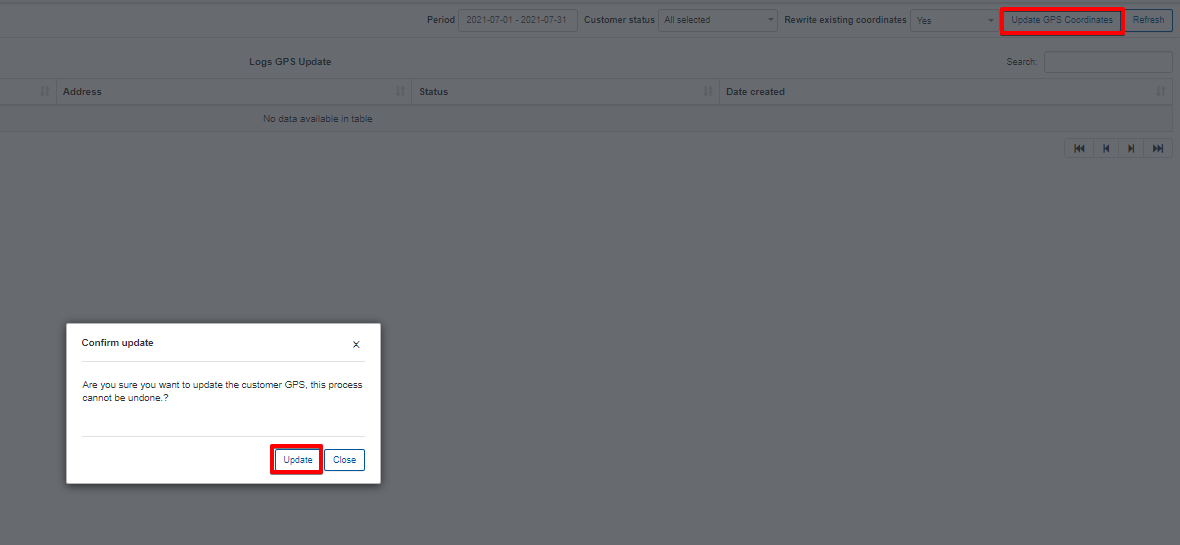 Period 2021-07-01 - 2021-07-31 Customer status All selected Rewrite existing coordinates Yes Update GPS Coordinates Refresh
Logs GPS Update Search:
Address Status Date created
No data available in table
Confirm update ×
Are you sure you want to update the customer GPS, this process
cannot be undone.?
Update Close